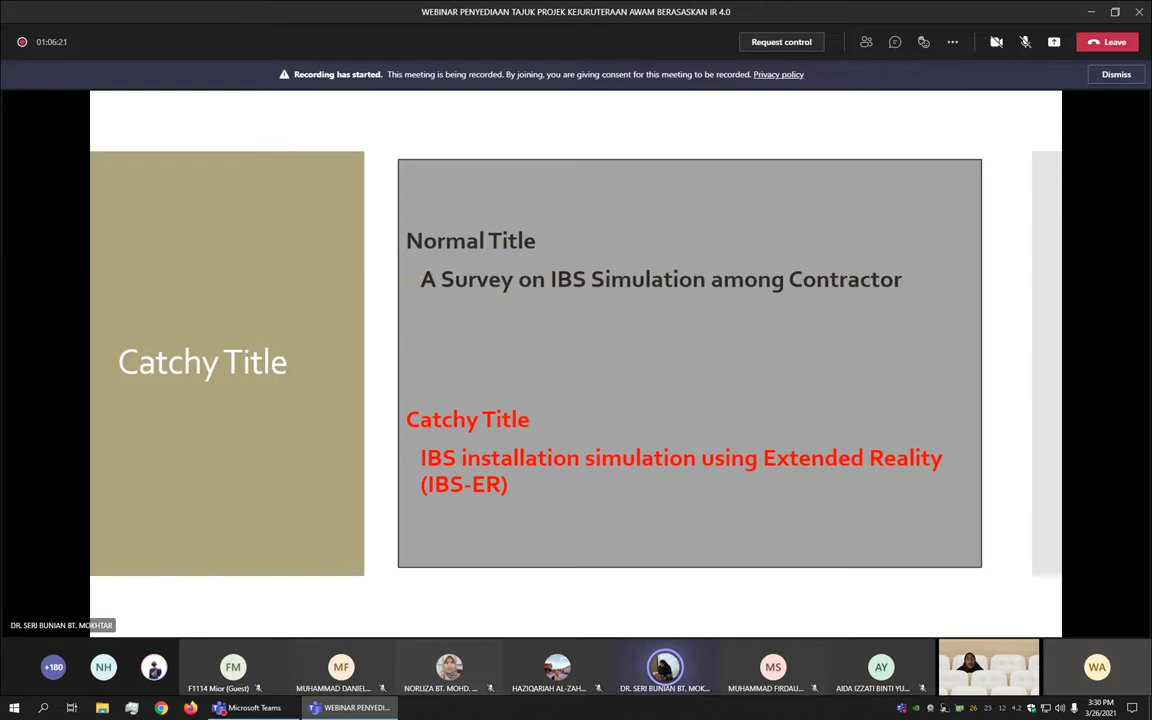 WEBINAR PENYEDIAAN TAJUK PROJEK KEJURUTERAAN AWAM BERASASKAN IR 4.0
01:06:21
Request control
Leave
Recording has started. This meeting is being recorded. By joining, you are giving consent for this meeting to be recorded. Privacy policy
Dismiss
Catchy Title
Normal Title
A Survey on IBS Simulation among Contractor
Catchy Title
IBS installation simulation using Extended Reality
(IBS-ER)
DR. SERI BUNIAN BT. MOKHTAR
+180
NH
FM
MF
MS
AY
WA
F1114 Mior (Guest)
MUHAMMAD DANIEL...
NORLIZA BT. MOHD. ...
HAZIQARIAH AL-ZAH...
DR. SERI BUNIAN BT. MOK...
MUHAMMAD FIRDAU...
AIDA IZZATI BINTI YU...
Microsoft Teams
WEBINAR PENYEDI...
26
23
12
4.2
3:30 PM
3/26/2021